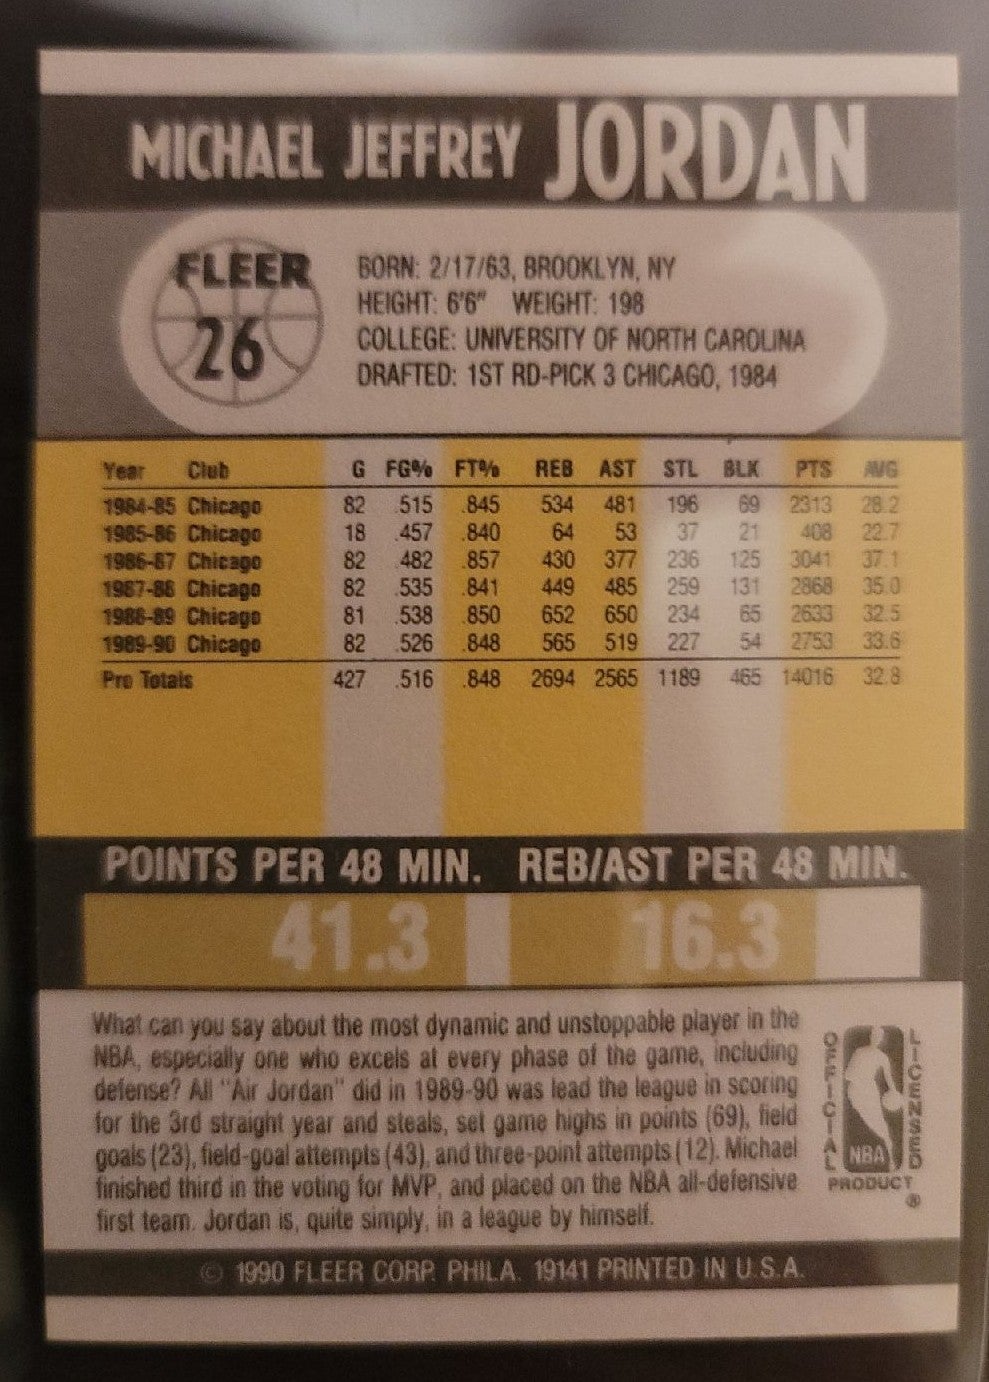 MICHAEL JEFFREY JORDAN
FLEER
26
BORN: 2/17/63, BROOKLYN, NY
HEIGHT: 6'6" WEIGHT: 198
COLLEGE: UNIVERSITY OF NORTH CAROLINA
DRAFTED: 1ST RD-PICK 3 CHICAGO, 1984
Year Club G FG% FT% REB AST STL BLK PTS AVG
1984-85 Chicago 82 .515 .845 534 481 196 69 2313 28.2
1985-86 Chicago 18 .457 .840 64 53 37 21 408 22.7
1986-87 Chicago 82 .482 .857 430 377 236 125 3041 37.1
1987-88 Chicago 82 .535 .841 449 485 259 131 2868 35.0
1988-89 Chicago 81 .538 .850 652 650 234 65 2633 32.5
1989-90 Chicago 82 .526 .848 565 519 227 54 2753 33.6
Pro Totals 427 .516 .848 2694 2565 1189 465 14016 32.8
POINTS PER 48 MIN. REB/AST PER 48 MIN.
41.3 16.3
What can you say about the most dynamic and unstoppable player in the
NBA, especially one who excels at every phase of the game, including
defense? All "Air Jordan" did in 1989-90 was lead the league in scoring
for the 3rd straight year and steals, set game highs in points (69), field
goals (23), field-goal attempts (43), and three-point attempts (12). Michael
finished third in the voting for MVP, and placed on the NBA all-defensive
first team. Jordan is, quite simply, in a league by himself.
OFFICIAL
NBA
LICENSED
PRODUCT
®
© 1990 FLEER CORP. PHILA. 19141 PRINTED IN U.S.A.